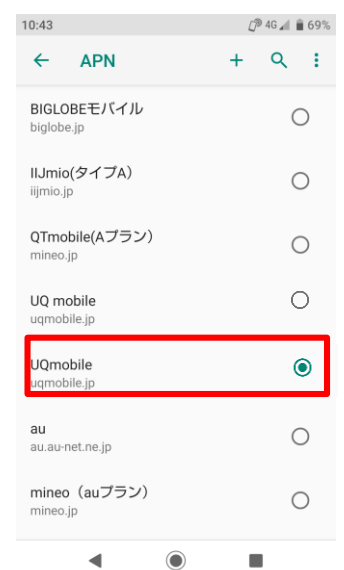 10:43 4G 69%
APN
BIGLOBEモバイル
biglobe.jp
IIJmio(タイプA)
iijmio.jp
QTmobile(Aプラン)
mineo.jp
UQ mobile
uqmobile.jp
UQmobile
uqmobile.jp
au
au.au-net.ne.jp
mineo（auプラン）
mineo.jp